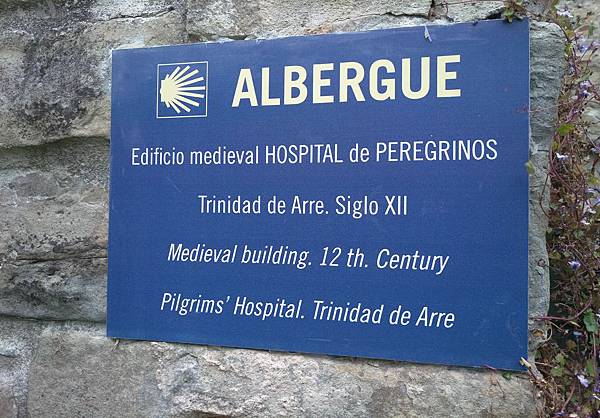 ALBERGUE
Edificio medieval HOSPITAL de PEREGRINOS
Trinidad de Arre. Siglo XII
Medieval building. 12 th. Century
Pilgrims' Hospital. Trinidad de Arre